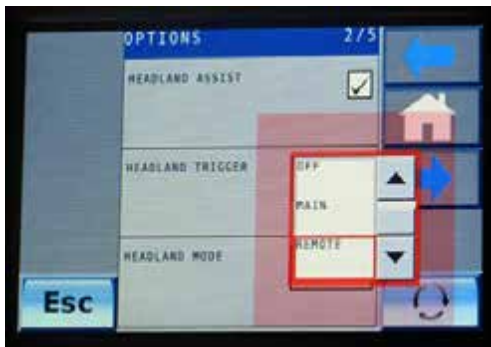 OPTIONS 2/5
HEADLAND ASSIST
HEADLAND TRIGGER
OFF
MAIN
REMOTE
HEADLAND MODE
Esc